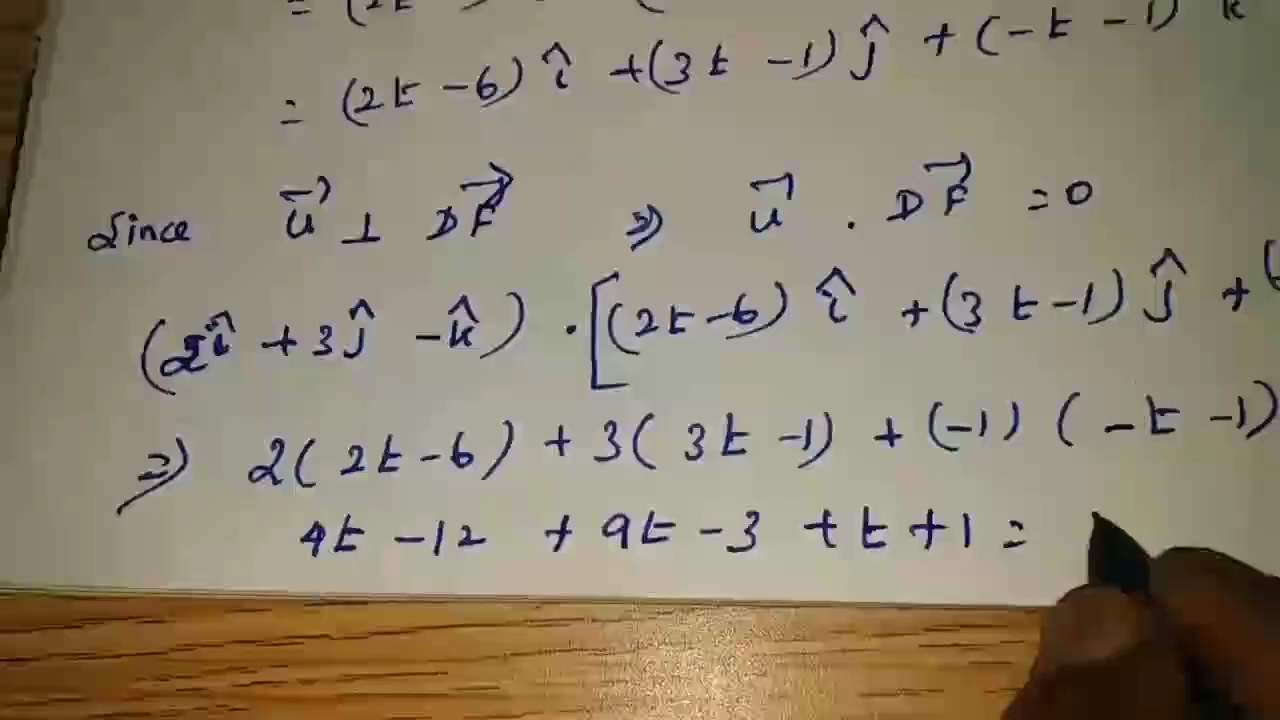 = (2t
= (2t - 6) î + (3t - 1) ĵ + (-t - 1) k
Since u⃗ ⊥ DF⃗ ⇒ u⃗ . DF⃗ = 0
(2î + 3ĵ - k̂) . [(2t - 6) î + (3t - 1) ĵ + (
⇒ 2(2t - 6) + 3(3t - 1) + (-1) (-t - 1)
4t - 12 + 9t - 3 + t + 1 =